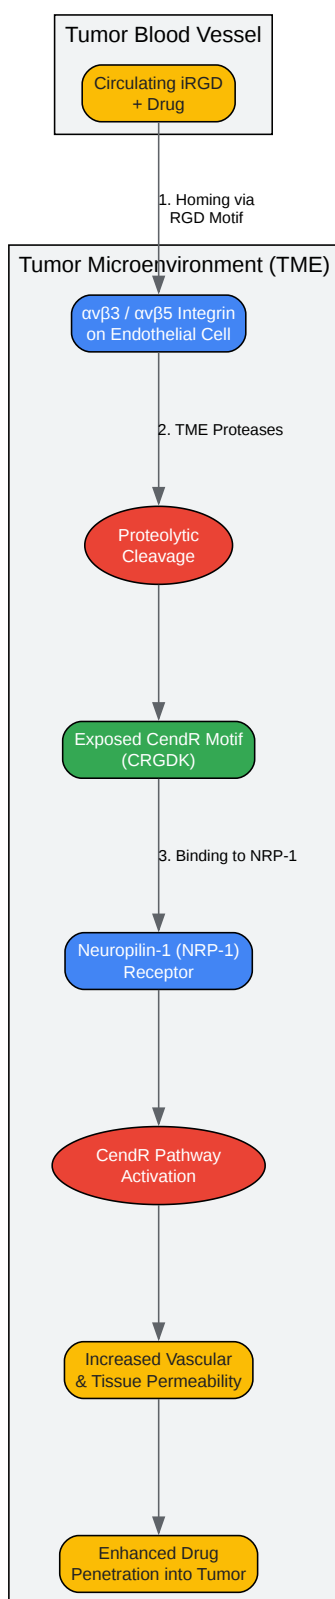 Tumor Blood Vessel
Circulating iRGD
+ Drug
1. Homing via
RGD Motif
Tumor Microenvironment (TME)
αvβ3 / αvβ5 Integrin
on Endothelial Cell
2. TME Proteases
Proteolytic
Cleavage
Exposed CendR Motif
(CRGDK)
3. Binding to NRP-1
Neuropilin-1 (NRP-1)
Receptor
CendR Pathway
Activation
Increased Vascular
& Tissue Permeability
Enhanced Drug
Penetration into Tumor